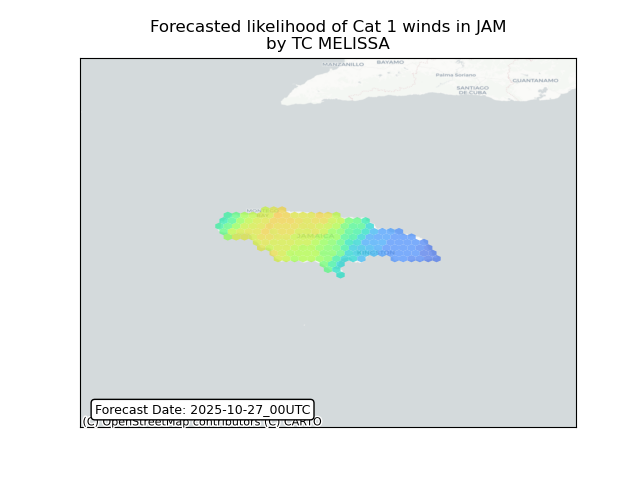 Forecasted likelihood of Cat 1 winds in JAM
by TC MELISSA
MANZANILLO
BAYAMO
Palma Soriano
GUANTANAMO
SANTIAGO
DE CUBA
JAMAICA
KINGSTON
Forecast Date: 2025-10-27_00UTC
(C) OpenStreetMap contributors (C) CARTO